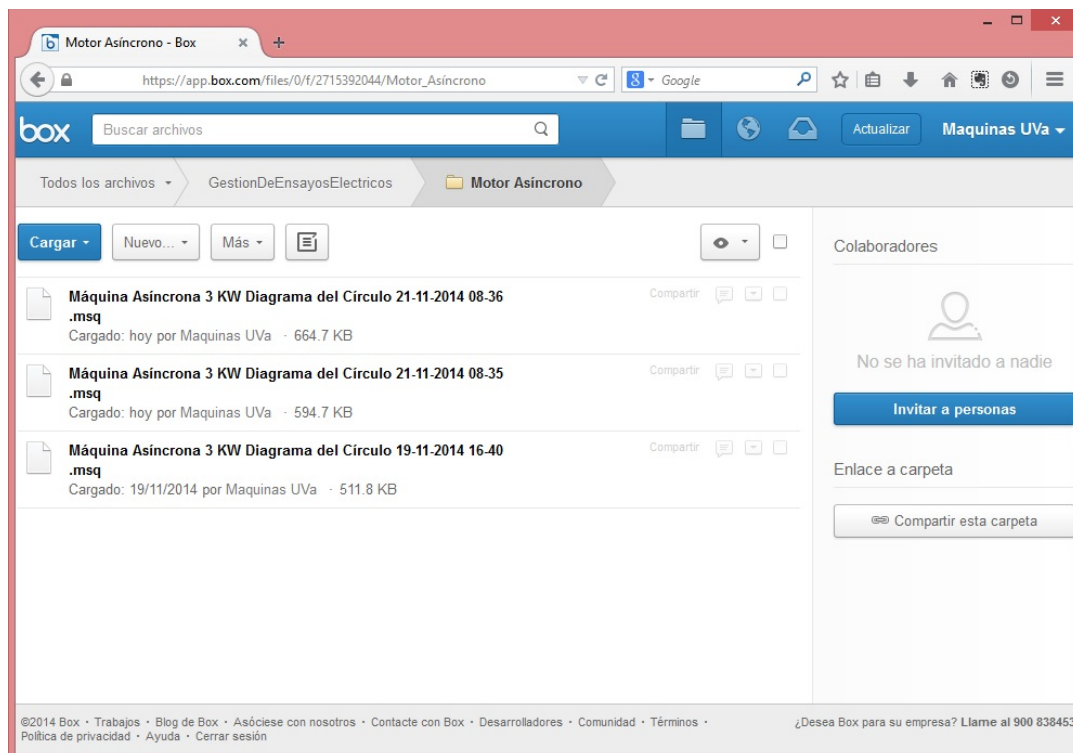 Motor Asíncrono - Box
https://app.box.com/files/0/f/2715392044/Motor_Asíncrono
Google
box
Buscar archivos
Actualizar
Maquinas UVa
Todos los archivos
GestionDeEnsayosElectricos
Motor Asíncrono
Cargar
Nuevo...
Más
Colaboradores
Máquina Asíncrona 3 KW Diagrama del Círculo 21-11-2014 08-36
.msq
Cargado: hoy por Maquinas UVa · 664.7 KB
Compartir
Máquina Asíncrona 3 KW Diagrama del Círculo 21-11-2014 08-35
.msq
Cargado: hoy por Maquinas UVa · 594.7 KB
Compartir
Máquina Asíncrona 3 KW Diagrama del Círculo 19-11-2014 16-40
.msq
Cargado: 19/11/2014 por Maquinas UVa · 511.8 KB
Compartir
No se ha invitado a nadie
Invitar a personas
Enlace a carpeta
Compartir esta carpeta
©2014 Box · Trabajos · Blog de Box · Asóciese con nosotros · Contacte con Box · Desarrolladores · Comunidad · Términos ·
Política de privacidad · Ayuda · Cerrar sesión
¿Desea Box para su empresa? Llame al 900 838453